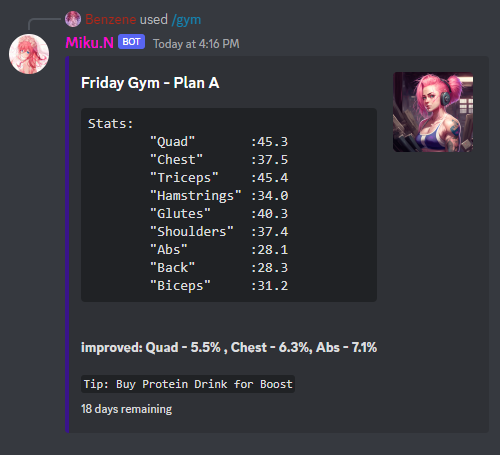 Benzene used /gym
Miku.N BOT Today at 4:16 PM
Friday Gym - Plan A
Stats:
"Quad" :45.3
"Chest" :37.5
"Triceps" :45.4
"Hamstrings" :34.0
"Glutes" :40.3
"Shoulders" :37.4
"Abs" :28.1
"Back" :28.3
"Biceps" :31.2
improved: Quad - 5.5% , Chest - 6.3%, Abs - 7.1%
Tip: Buy Protein Drink for Boost
18 days remaining